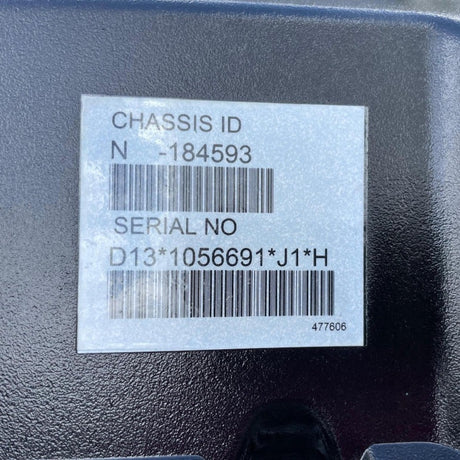 CHASSIS ID
N -184593
SERIAL NO
D13*1056691*J1*H
477606